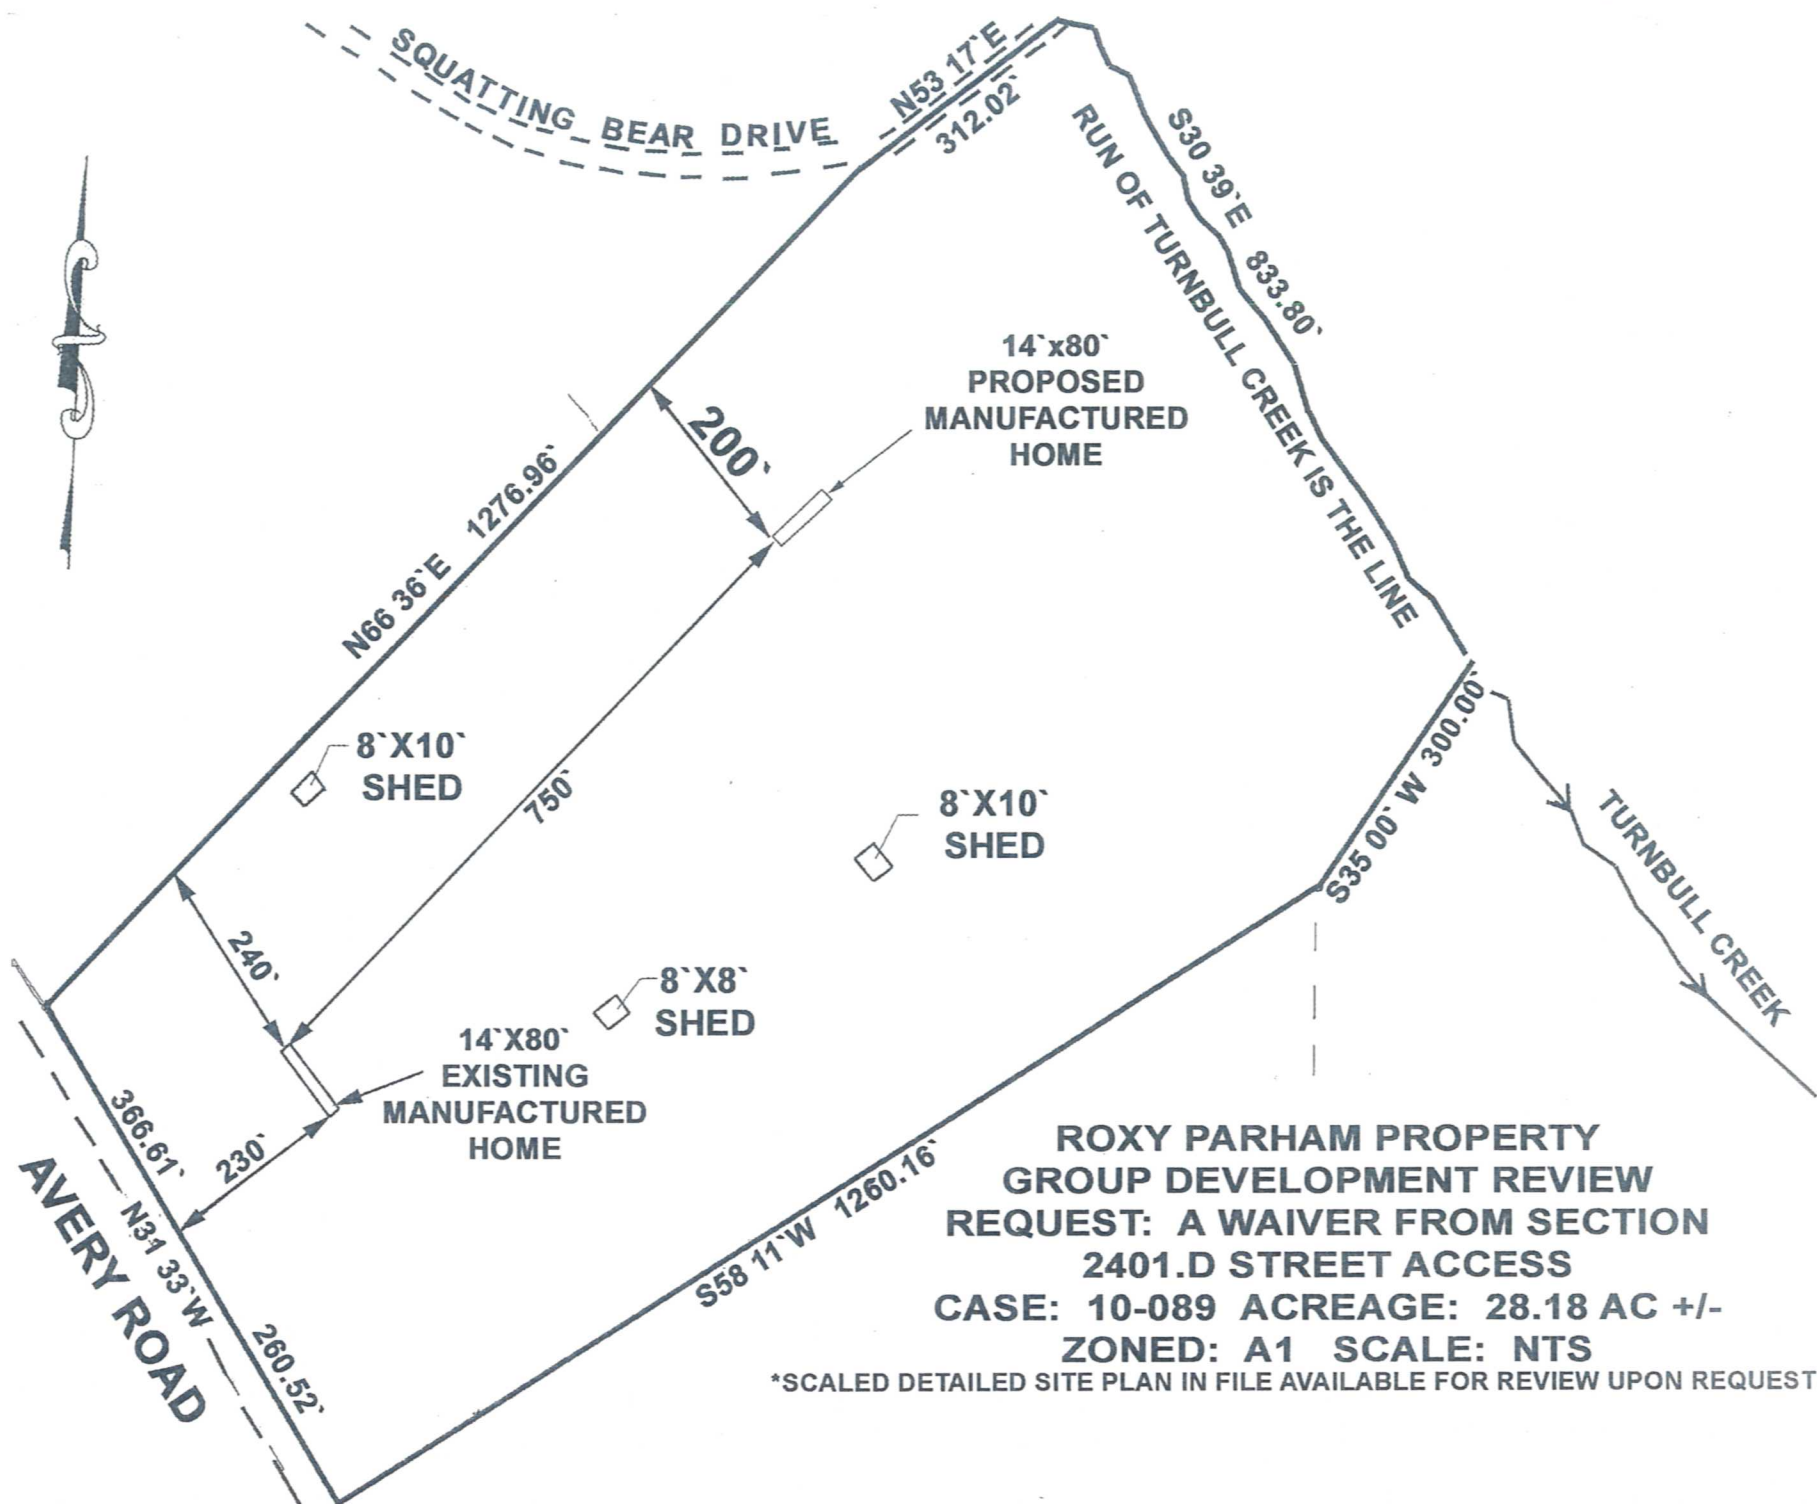 SQUATTING BEAR DRIVE
N53 17`E
312.02`
S30 39`E 833.80`
RUN OF TURNBULL CREEK IS THE LINE
14`x80`
PROPOSED
MANUFACTURED
HOME
200`
N66 36`E 1276.96`
750`
8`X10`
SHED
8`X10`
SHED
S35 00` W 300.00`
TURNBULL CREEK
240`
8`X8`
SHED
14`X80`
EXISTING
MANUFACTURED
HOME
230`
366.61`
N31 33`W
260.52`
AVERY ROAD
S58 11`W 1260.16`
ROXY PARHAM PROPERTY
GROUP DEVELOPMENT REVIEW
REQUEST: A WAIVER FROM SECTION
2401.D STREET ACCESS
CASE: 10-089 ACREAGE: 28.18 AC +/-
ZONED: A1 SCALE: NTS
*SCALED DETAILED SITE PLAN IN FILE AVAILABLE FOR REVIEW UPON REQUEST